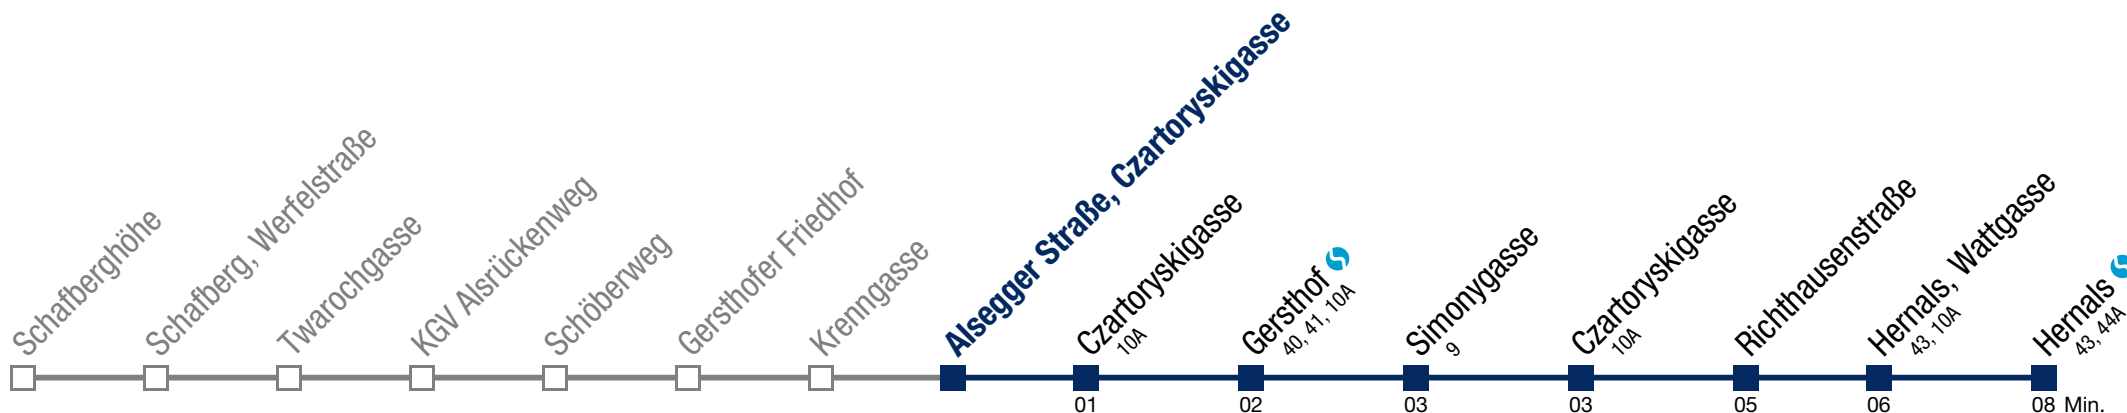 Schafberghöhe
Schafberg, Werfelstraße
Twarochgasse
KGV Alsrückenweg
Schöberweg
Gersthofer Friedhof
Krenngasse
Alsegger Straße, Czartoryskigasse
Czartoryskigasse
10A
Gersthof
40, 41, 10A
Simonygasse
9
Czartoryskigasse
10A
Richthausenstraße
Hernals, Wattgasse
43, 10A
Hernals
43, 44A
01 02 03 03 05 06 08 Min.